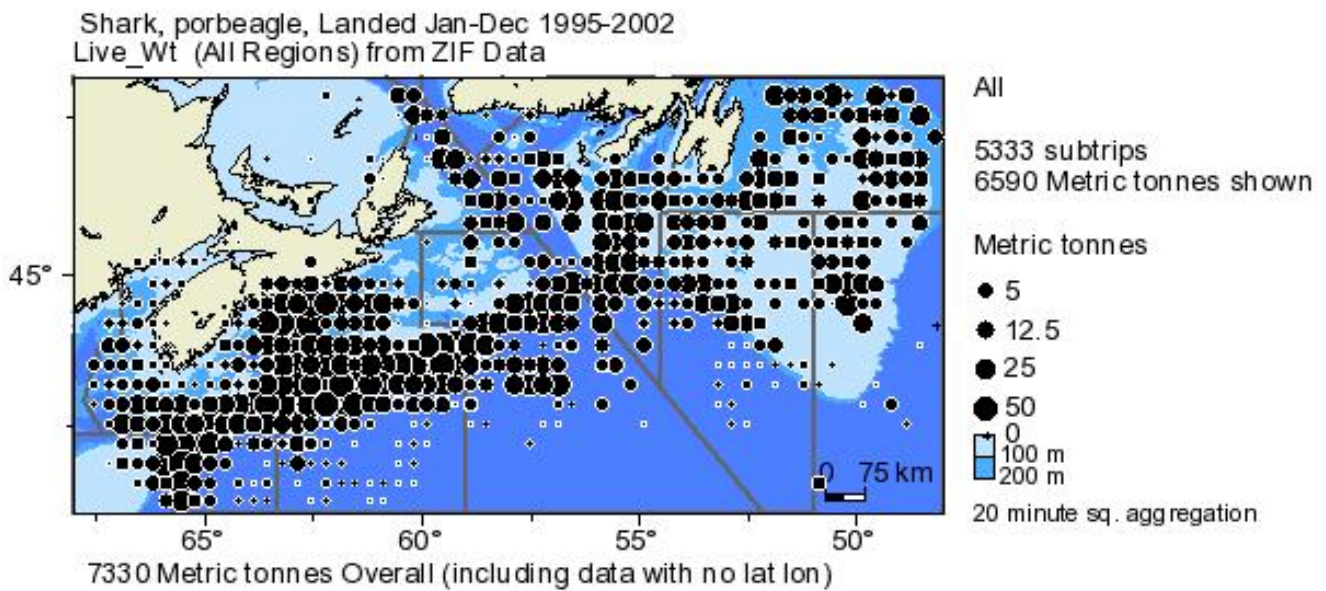 Shark, porbeagle, Landed Jan-Dec 1995-2002
Live_Wt (All Regions) from ZIF Data
All
5333 subtrips
6590 Metric tonnes shown
Metric tonnes
5
12.5
25
50
0
100 m
200 m
20 minute sq. aggregation
45°
0 75 km
65° 60° 55° 50°
7330 Metric tonnes Overall (including data with no lat lon)